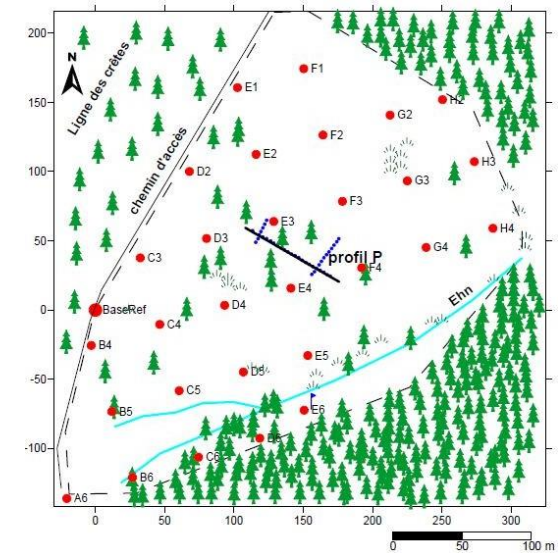 200
150
100
50
0
-50
-100
N
Ligne des crêtes
chemin d'accès
F1
E1
H2
G2
F2
E2
H3
D2
G3
F3
E3
H4
D3
profil P
G4
C3
F4
E4
Ehn
D4
BaseRef
C4
B4
E5
D5
C5
B5
E6
D6
C6
B6
A6
0 50 100 150 200 250 300
0 50 100 m